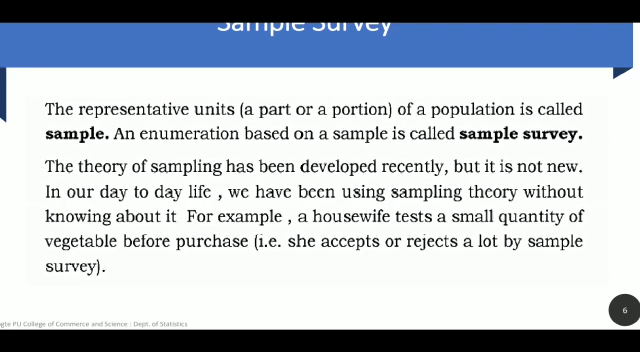 Sample Survey
The representative units (a part or a portion) of a population is called
sample. An enumeration based on a sample is called sample survey.
The theory of sampling has been developed recently, but it is not new.
In our day to day life , we have been using sampling theory without
knowing about it For example , a housewife tests a small quantity of
vegetable before purchase (i.e. she accepts or rejects a lot by sample
survey).
6
PU College of Commerce and Science : Dept. of Statistics